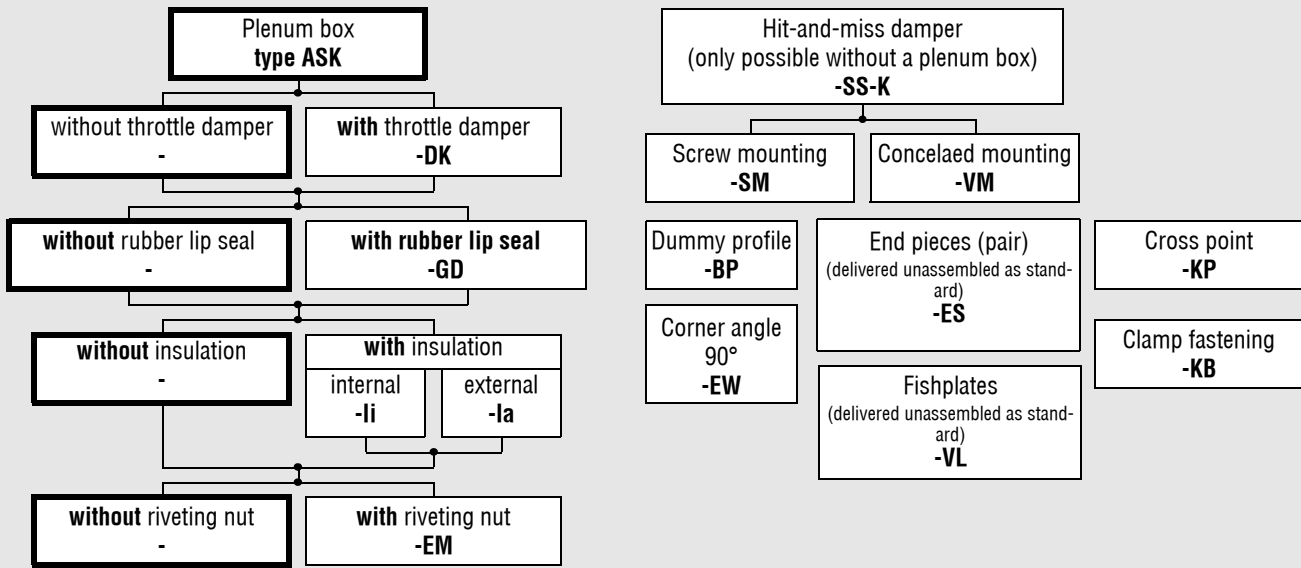 Plenum box
type ASK
without throttle damper
-
with throttle damper
-DK
without rubber lip seal
-
with rubber lip seal
-GD
without insulation
-
with insulation
internal
-Ii
external
-Ia
without riveting nut
-
with riveting nut
-EM
Hit-and-miss damper
(only possible without a plenum box)
-SS-K
Screw mounting
-SM
Concelaed mounting
-VM
Dummy profile
-BP
End pieces (pair)
(delivered unassembled as stand-
ard)
-ES
Cross point
-KP
Corner angle
90°
-EW
Fishplates
(delivered unassembled as stand-
ard)
-VL
Clamp fastening
-KB